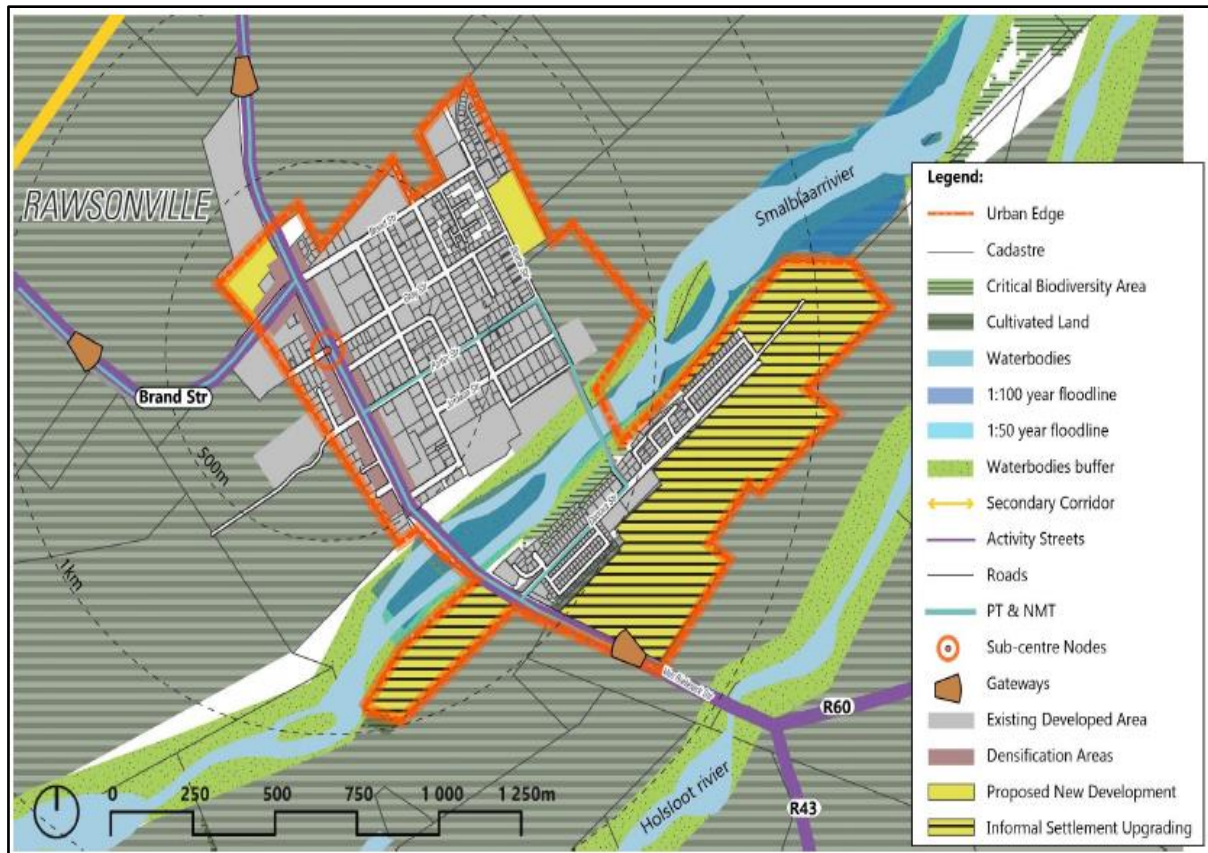 RAWSONVILLE
Smalblaarrivier
Brand Str
500m
1km
R60
R43
Holsloot rivier
0 250 500 750 1 000 1 250m
Legend:
Urban Edge
Cadastre
Critical Biodiversity Area
Cultivated Land
Waterbodies
1:100 year floodline
1:50 year floodline
Waterbodies buffer
Secondary Corridor
Activity Streets
Roads
PT & NMT
Sub-centre Nodes
Gateways
Existing Developed Area
Densification Areas
Proposed New Development
Informal Settlement Upgrading